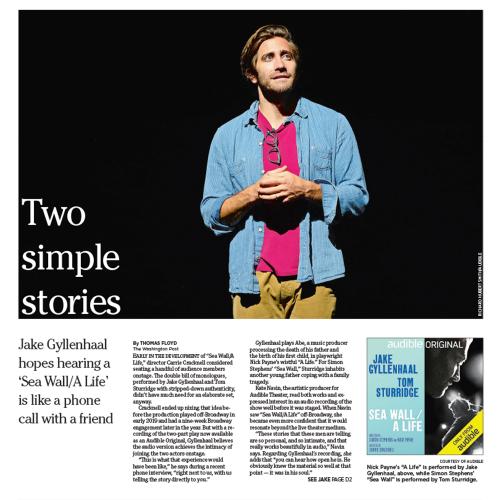 Two
simple
stories
RICHARD HUBERT SMITH/AUDIBLE
Jake Gyllenhaal
hopes hearing a
‘Sea Wall/A Life’
is like a phone
call with a friend
By THOMAS FLOYD
The Washington Post
EARLY IN THE DEVELOPMENT of “Sea Wall/A
Life,” director Carrie Cracknell considered
seating a handful of audience members
onstage. The double bill of monologues,
performed by Jake Gyllenhaal and Tom
Sturridge with stripped-down authenticity,
didn’t have much need for an elaborate set,
anyway.
Cracknell ended up nixing that idea be-
fore the production played off-Broadway in
early 2019 and had a nine-week Broadway
engagement later in the year. But with a re-
cording of the two-part play now available
as an Audible Original, Gyllenhaal believes
the audio version achieves the intimacy of
joining the two actors onstage.
“This is what that experience would
have been like,” he says during a recent
phone interview, “right next to us, with us
telling the story directly to you.”
Gyllenhaal plays Abe, a music producer
processing the death of his father and
the birth of his first child, in playwright
Nick Payne’s wistful “A Life.” For Simon
Stephens’ “Sea Wall,” Sturridge inhabits
another young father coping with a family
tragedy.
Kate Navin, the artistic producer for
Audible Theater, read both works and ex-
pressed interest in an audio recording of the
show well before it was staged. When Navin
saw “Sea Wall/A Life” off-Broadway, she
became even more confident that it would
resonate beyond the live theater medium.
“These stories that these men are telling
are so personal, and so intimate, and that
really works beautifully in audio,” Navin
says. Regarding Gyllenhaal’s recording, she
adds that “you can hear how open he is. He
obviously knew the material so well at that
point — it was in his soul.”
SEE JAKE PAGE D2
audible ORIGINAL
JAKE
GYLLENHAAL
TOM
STURRIDGE
SEA WALL /
A LIFE
SIMON STEPHENS & NICK PAYNE
ONLY FROM
audible
COURTESY OF AUDIBLE
Nick Payne’s “A Life” is performed by Jake
Gyllenhaal, above, while Simon Stephens’
“Sea Wall” is performed by Tom Sturridge.